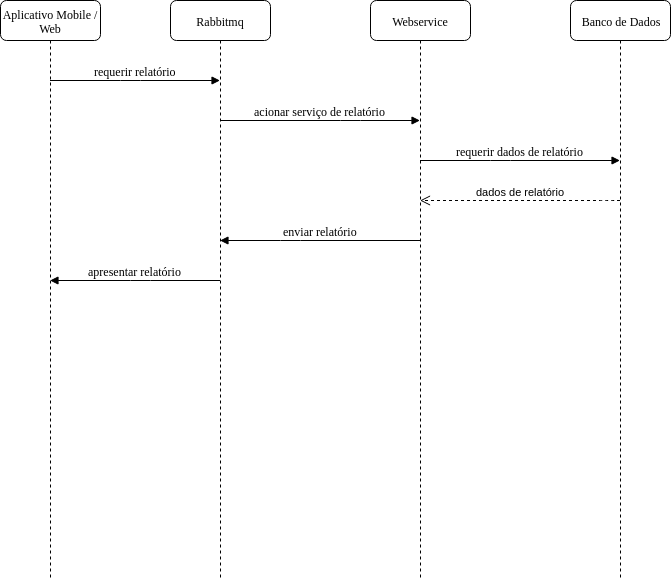 Aplicativo Mobile /
Web
Rabbitmq
Webservice
Banco de Dados
requerir relatório
acionar serviço de relatório
requerir dados de relatório
dados de relatório
enviar relatório
apresentar relatório